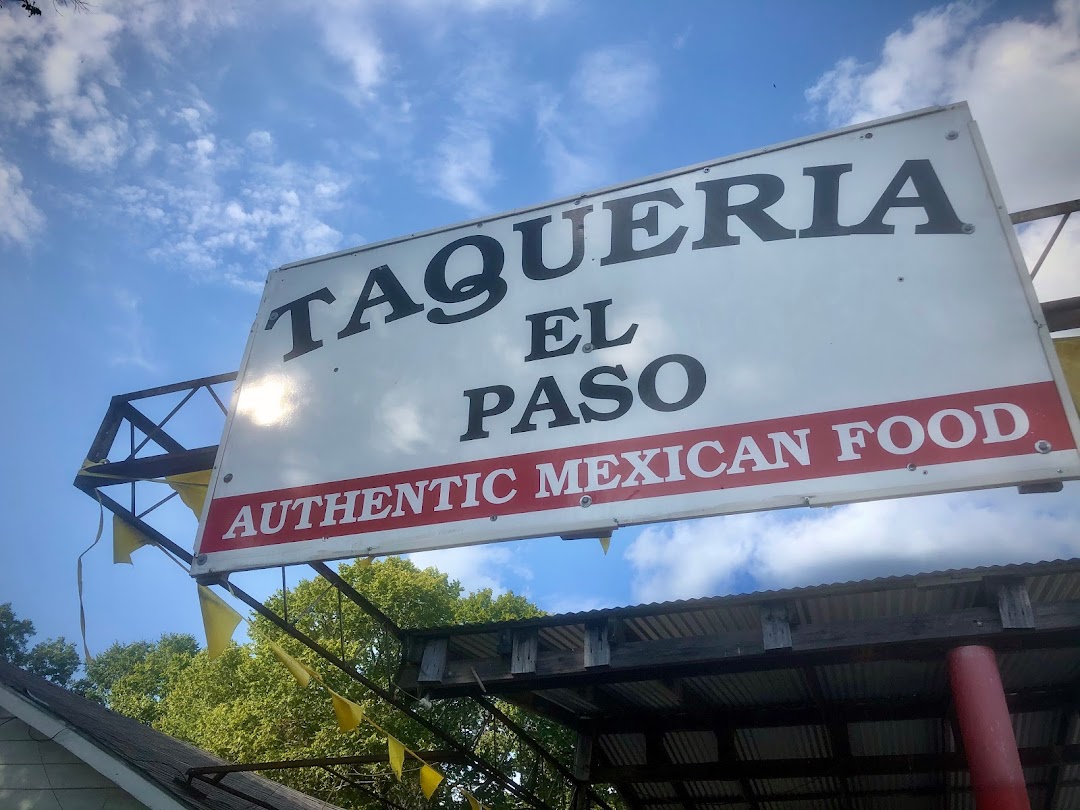 TAQUERIA
EL
PASO
AUTHENTIC MEXICAN FOOD